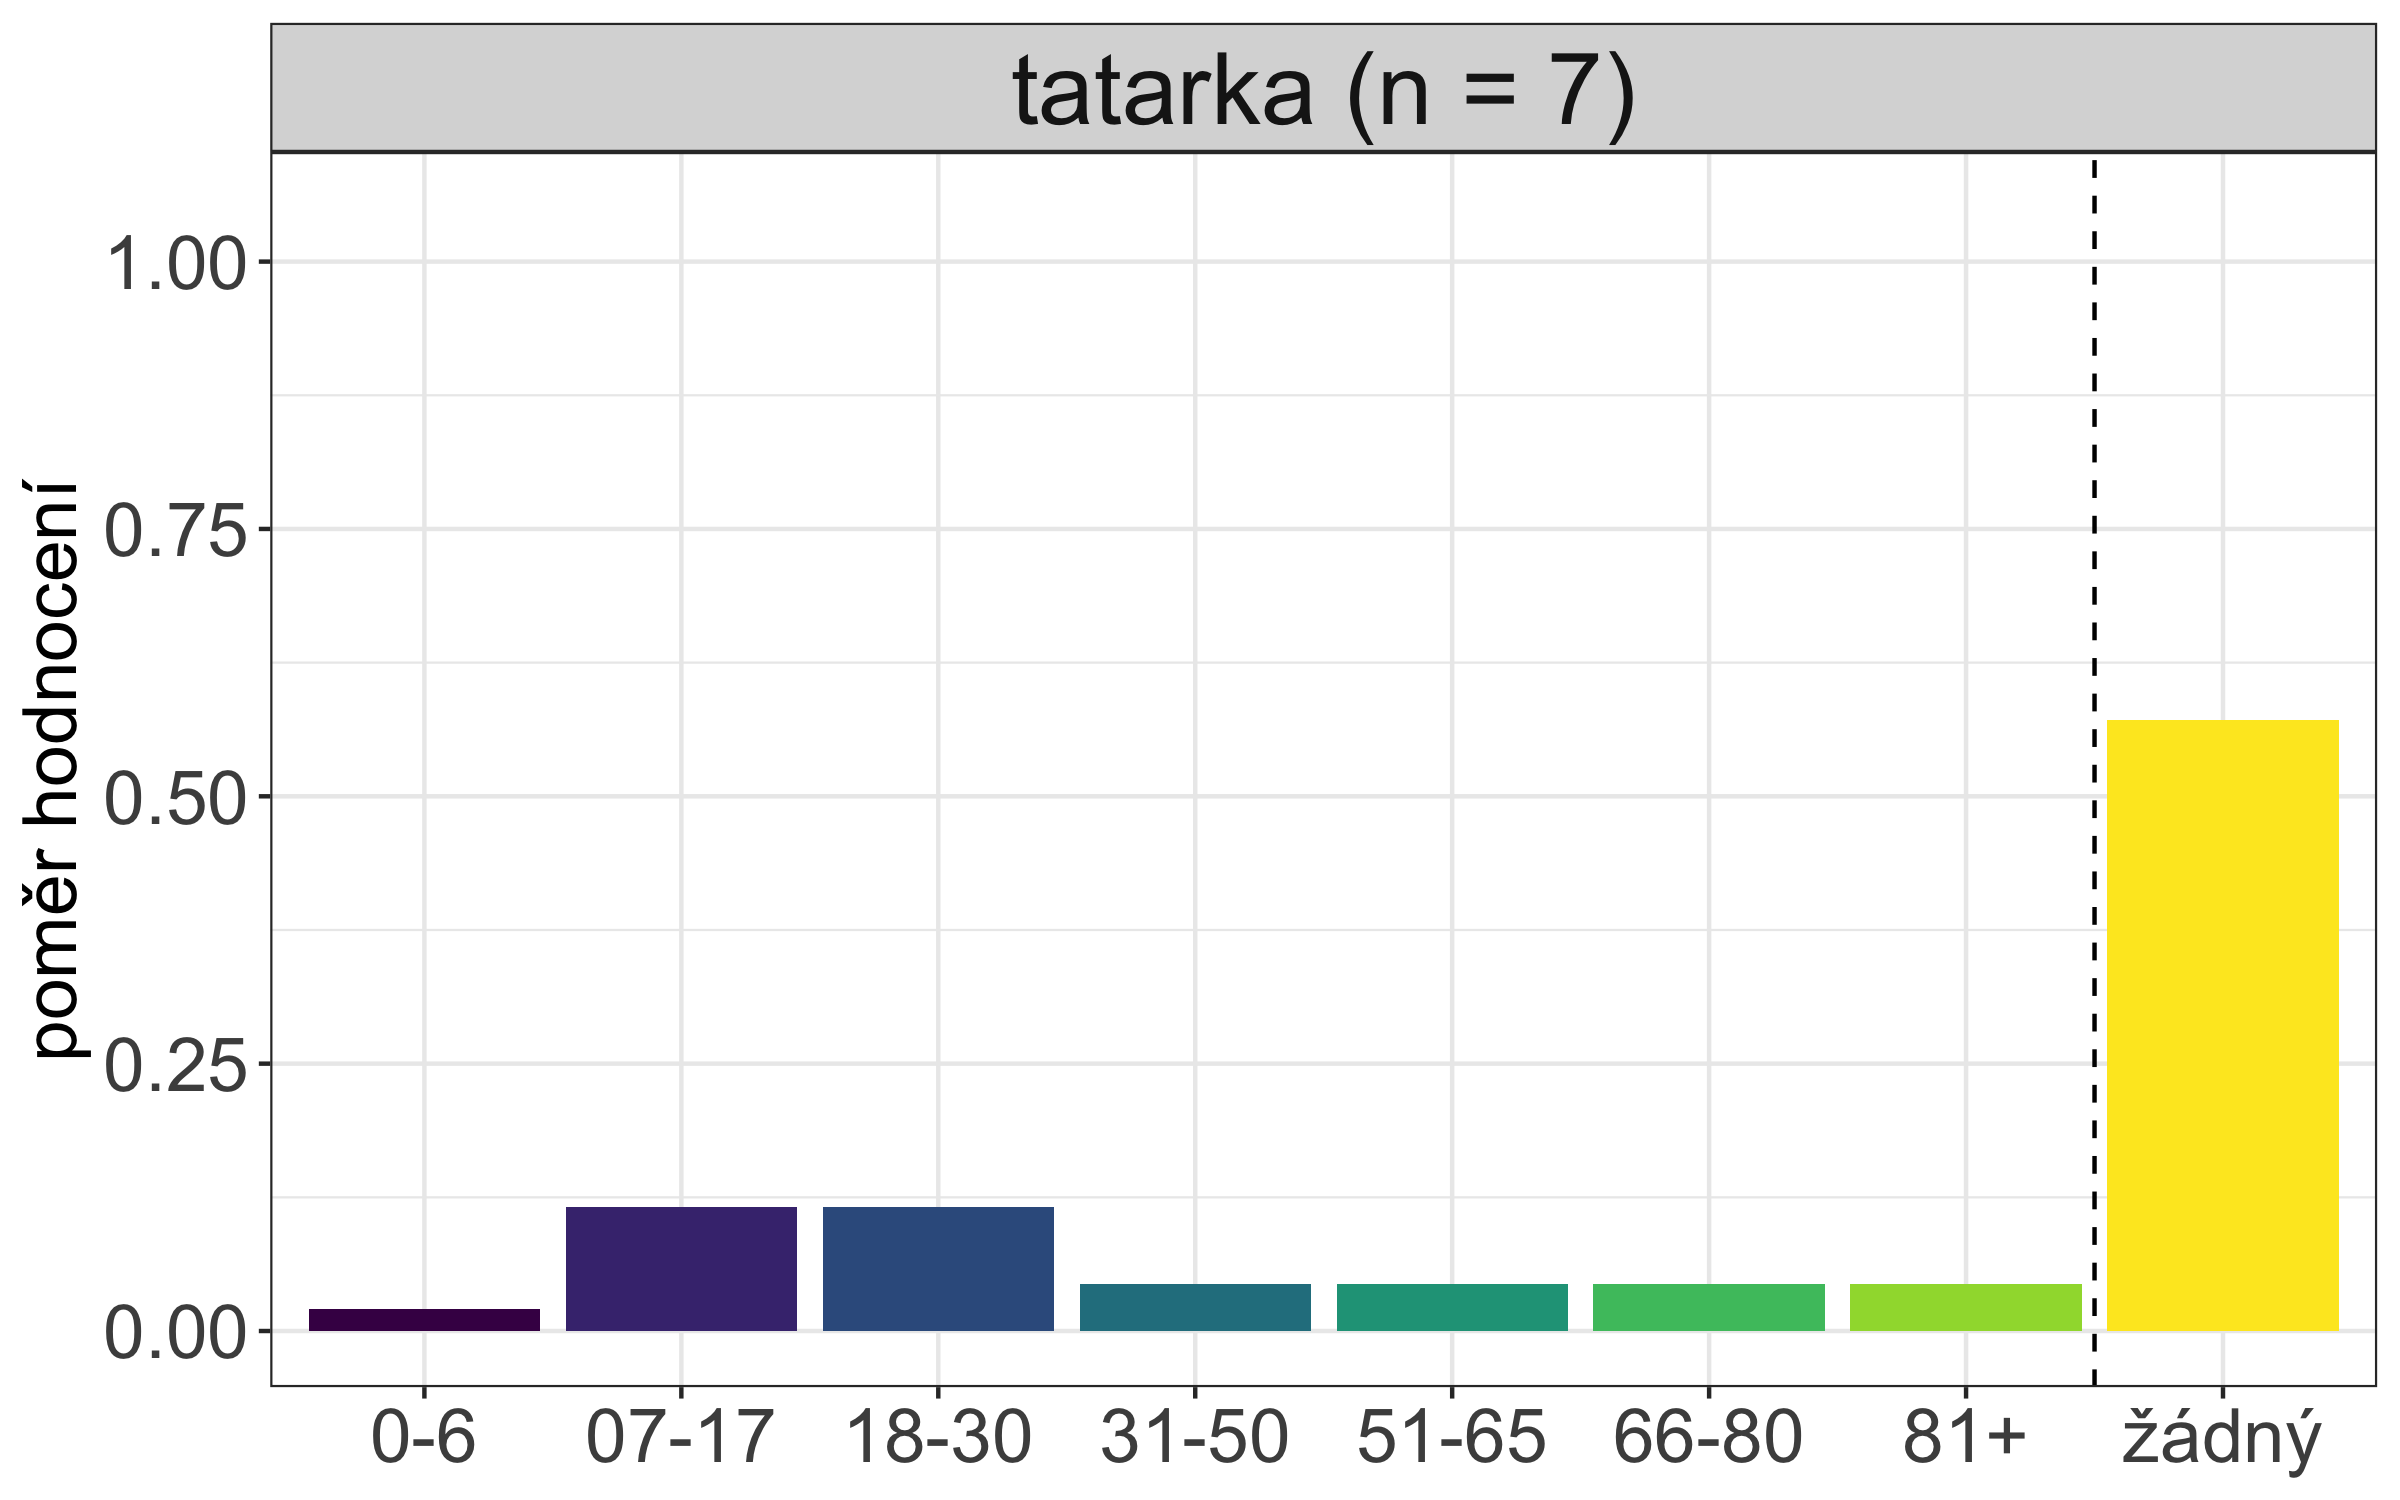 tatarka (n = 7)
poměr hodnocení
1.00
0.75
0.50
0.25
0.00
0-6 07-17 18-30 31-50 51-65 66-80 81+ žádný